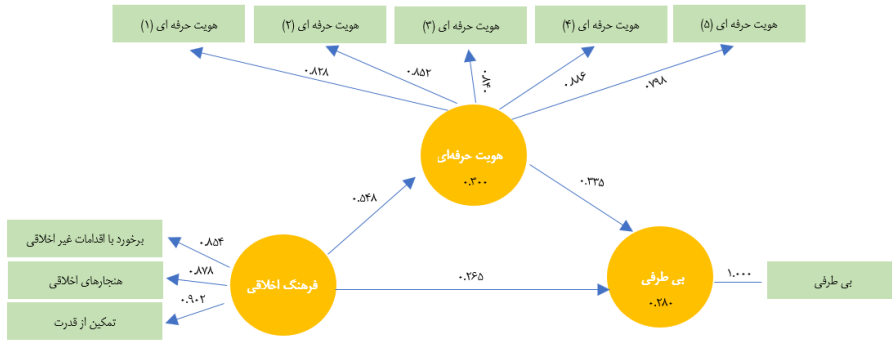 هویت حرفه ای (۱)
هویت حرفه ای (۲)
هویت حرفه ای (۳)
هویت حرفه ای (۴)
هویت حرفه ای (۵)
۰.۸۲۸
۰.۸۵۲
۰.۸۴۰
۰.۸۸۶
۰.۷۹۸
هویت حرفه‌ای
۰.۳۰۰
۰.۵۴۸
۰.۳۳۵
برخورد با اقدامات غیر اخلاقی
۰.۸۵۴
هنجارهای اخلاقی
۰.۸۷۸
تمکین از قدرت
۰.۹۰۲
فرهنگ اخلاقی
۰.۲۶۵
بی طرفی
۰.۲۸۰
۱.۰۰۰
بی طرفی